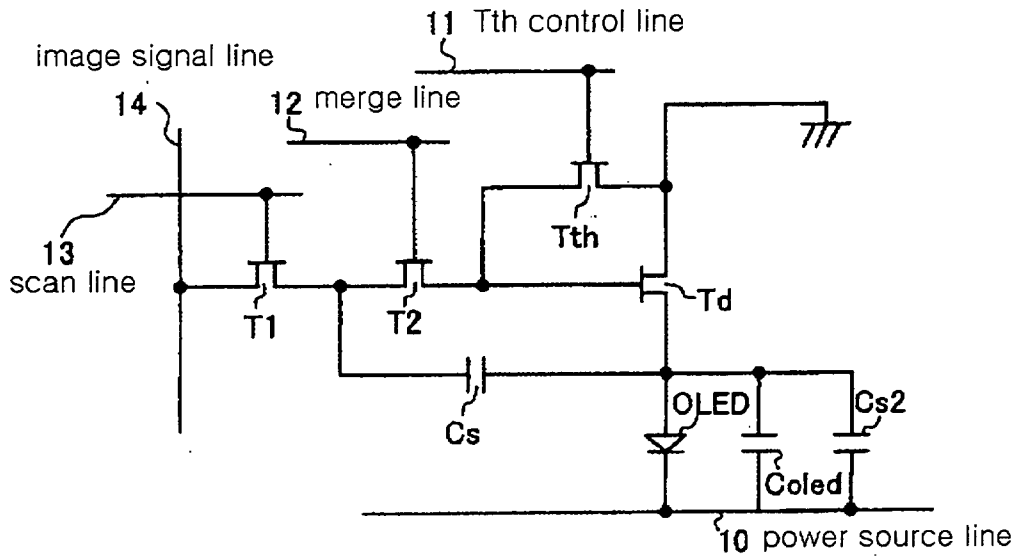 11 Tth control line
image signal line
14
12 merge line
Tth
13
scan line
T1
T2
Td
Cs
OLED
Cs2
Coled
10 power source line